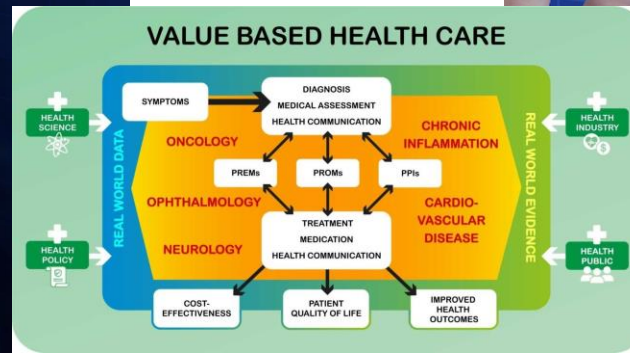 VALUE BASED HEALTH CARE
HEALTH
SCIENCE
HEALTH
POLICY
REAL WORLD DATA
SYMPTOMS
DIAGNOSIS
MEDICAL ASSESSMENT
HEALTH COMMUNICATION
ONCOLOGY
CHRONIC
INFLAMMATION
PREMs
PROMs
PPIs
OPHTHALMOLOGY
CARDIO-
VASCULAR
DISEASE
NEUROLOGY
TREATMENT
MEDICATION
HEALTH COMMUNICATION
COST-
EFFECTIVENESS
PATIENT
QUALITY OF LIFE
IMPROVED
HEALTH
OUTCOMES
REAL WORLD EVIDENCE
HEALTH
INDUSTRY
HEALTH
PUBLIC